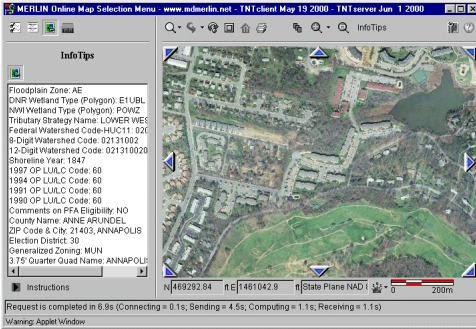 MERLIN Online Map Selection Menu - www.mdmerlin.net - TNTclient May 19 2000 - TNTserver Jun 1 2000
InfoTips
InfoTips
Floodplain Zone: AE
DNR Wetland Type (Polygon): E1UBL
NWI Wetland Type (Polygon): POWZ
Tributary Strategy Name: LOWER WES
Federal Watershed Code-HUC11: 020
8-Digit Watershed Code: 02131002
12-Digit Watershed Code: 021310020
Shoreline Year: 1847
1997 OP LU/LC Code: 60
1994 OP LU/LC Code: 60
1991 OP LU/LC Code: 60
1990 OP LU/LC Code: 60
Comments on PFA Eligibility: NO
County Name: ANNE ARUNDEL
ZIP Code & City: 21403, ANNAPOLIS
Election District: 30
Generalized Zoning: MUN
3.75' Quarter Quad Name: ANNAPOLI
Instructions
N 469292.84 ft E 1461042.9 ft State Plane NAD
0 200m
Request is completed in 6.9s (Connecting = 0.1s; Sending = 4.5s; Computing = 1.1s; Receiving = 1.1s)
Warning: Applet Window